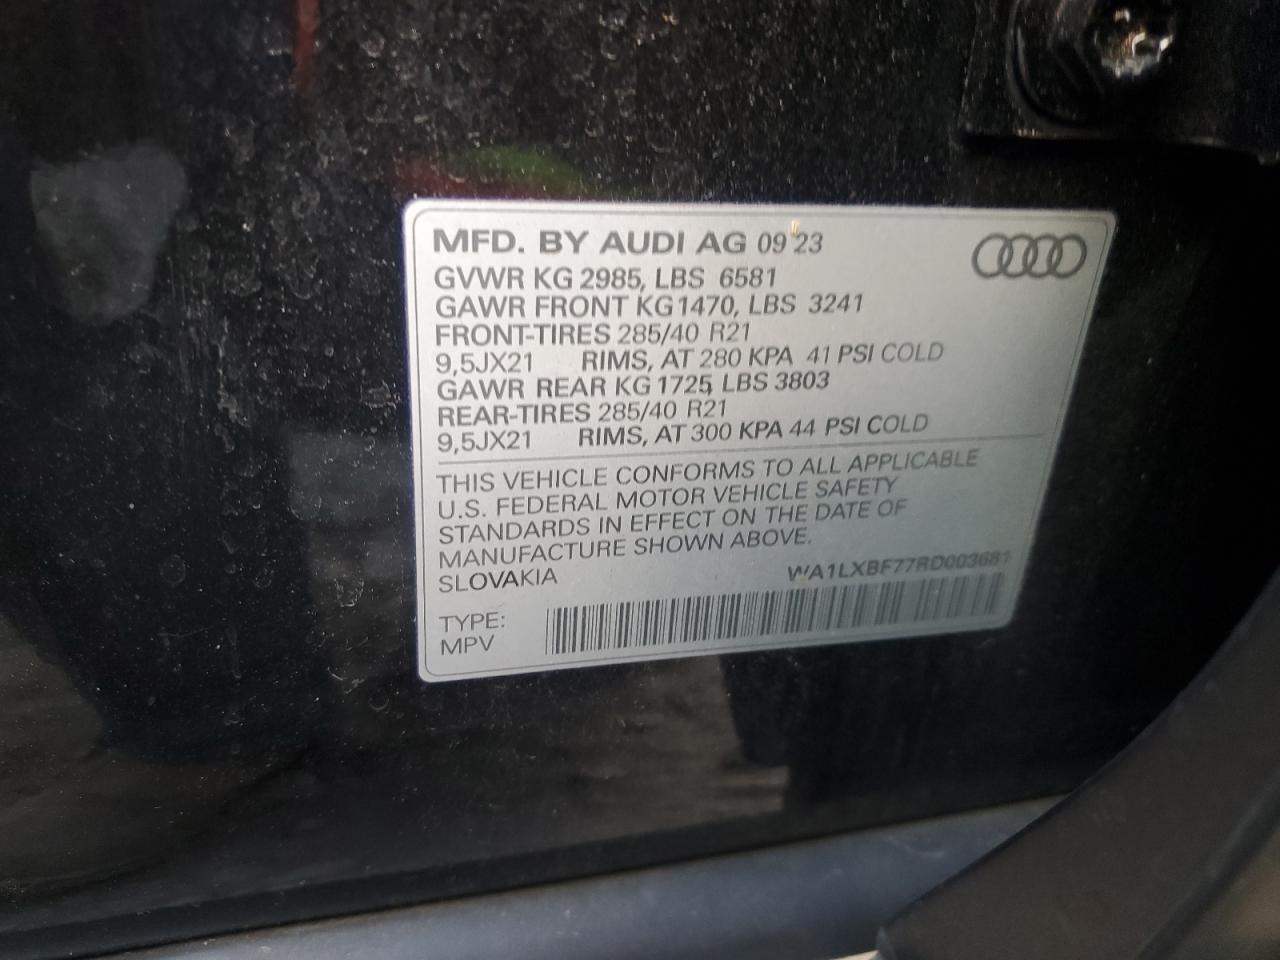 MFD. BY AUDI AG 09 23
GVWR KG 2985, LBS 6581
GAWR FRONT KG 1470, LBS 3241
FRONT-TIRES 285/40 R21
9,5JX21 RIMS, AT 280 KPA 41 PSI COLD
GAWR REAR KG 1725, LBS 3803
REAR-TIRES 285/40 R21
9,5JX21 RIMS, AT 300 KPA 44 PSI COLD
THIS VEHICLE CONFORMS TO ALL APPLICABLE
U.S. FEDERAL MOTOR VEHICLE SAFETY
STANDARDS IN EFFECT ON THE DATE OF
MANUFACTURE SHOWN ABOVE.
SLOVAKIA WA1LXBF77RD003681
TYPE:
MPV